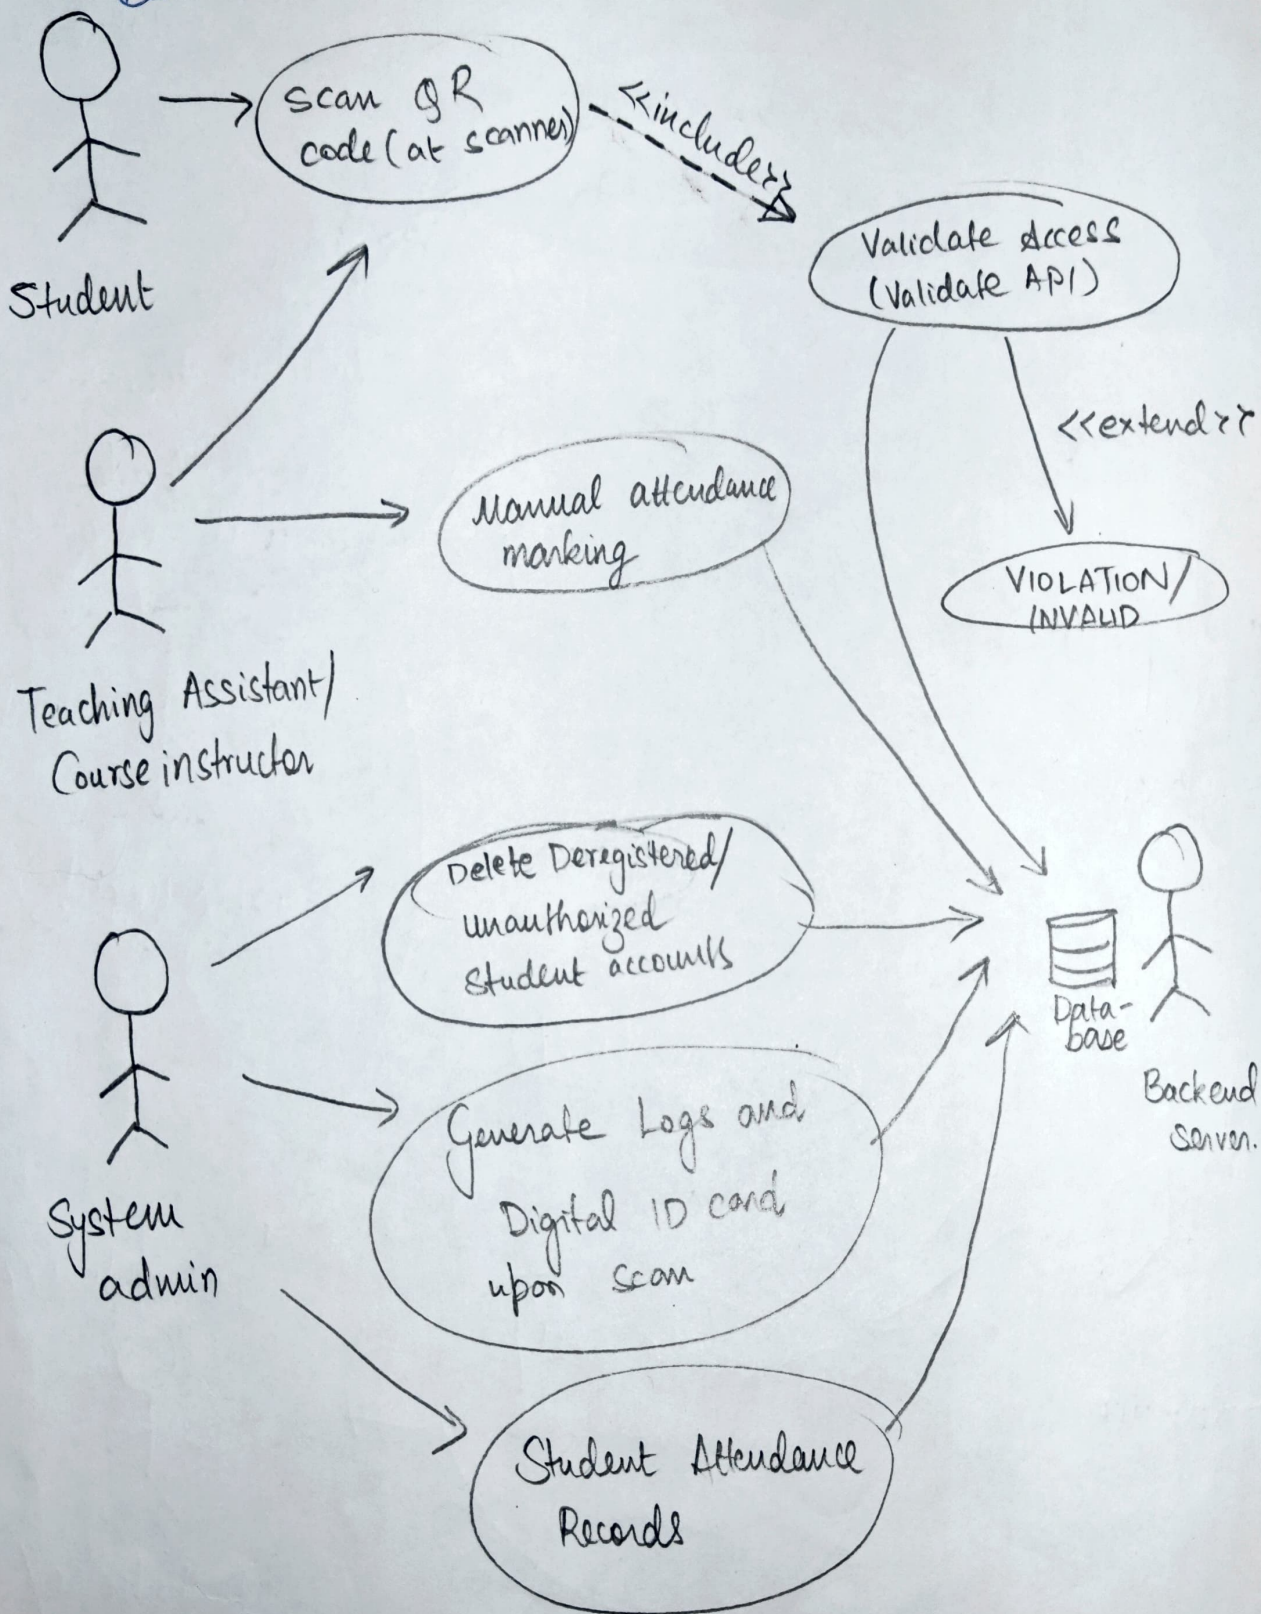 scan QR
code (at scanner)
<<include>>
Validate Access
(Validate API)
Student
<<extend>>
Manual attendance
marking
VIOLATION/
INVALID
Teaching Assistant/
Course instructor
Delete Deregistered/
unauthorized
Student accounts
Data-
base
Backend
server.
Generate Logs and
Digital ID card
upon scan
System
admin
Student Attendance
Records